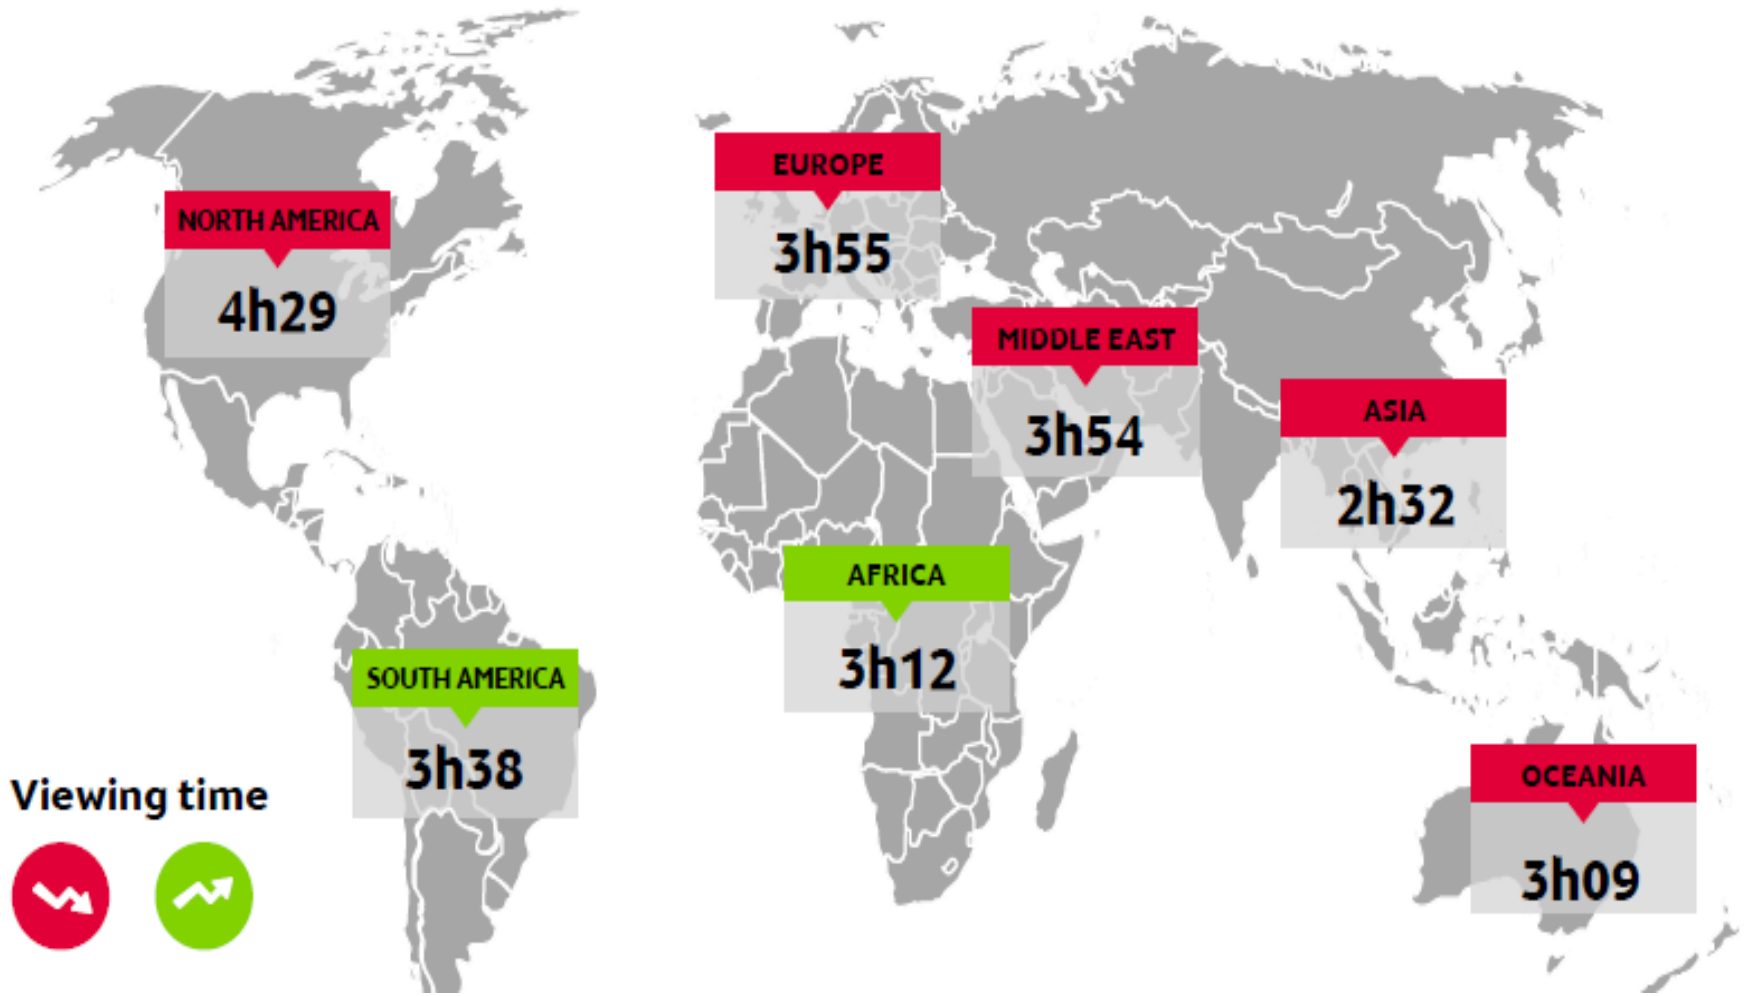 EUROPE
3h55
NORTH AMERICA
4h29
MIDDLE EAST
3h54
ASIA
2h32
AFRICA
3h12
SOUTH AMERICA
3h38
OCEANIA
3h09
Viewing time